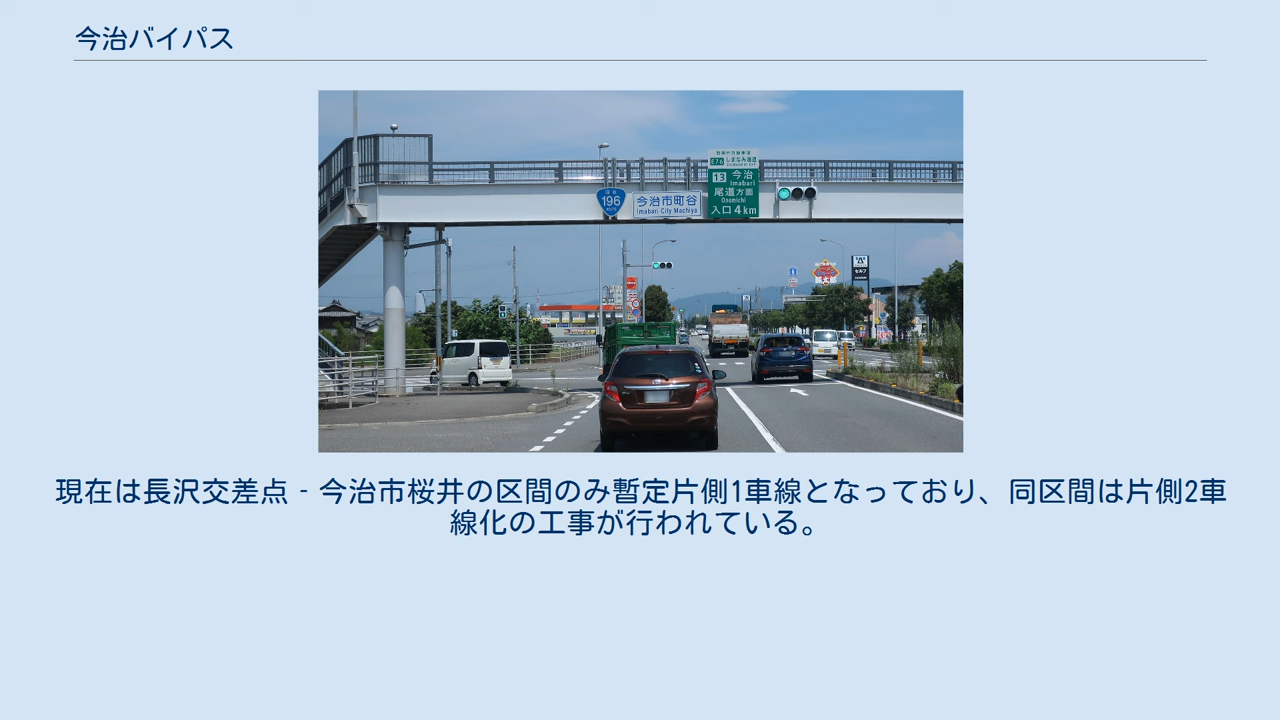 今治バイパス
E76 しまなみ海道
13 今治
Imabari
尾道方面
Onomichi
入口 4km
196
今治市町谷
Imabari City Machiya
セルフ
現在は長沢交差点 - 今治市桜井の区間のみ暫定片側1車線となっており、同区間は片側2車
線化の工事が行われている。